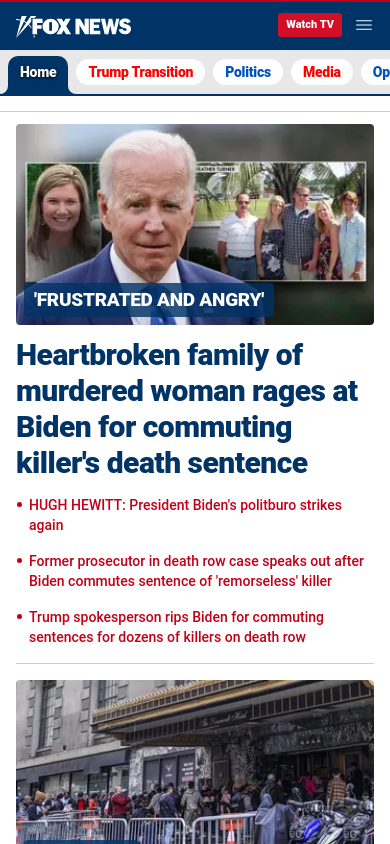 FOX NEWS
Watch TV
Home
Trump Transition
Politics
Media
Op
EATHER TURNER
'FRUSTRATED AND ANGRY'
Heartbroken family of
murdered woman rages at
Biden for commuting
killer's death sentence
• HUGH HEWITT: President Biden's politburo strikes
again
• Former prosecutor in death row case speaks out after
Biden commutes sentence of 'remorseless' killer
• Trump spokesperson rips Biden for commuting
sentences for dozens of killers on death row